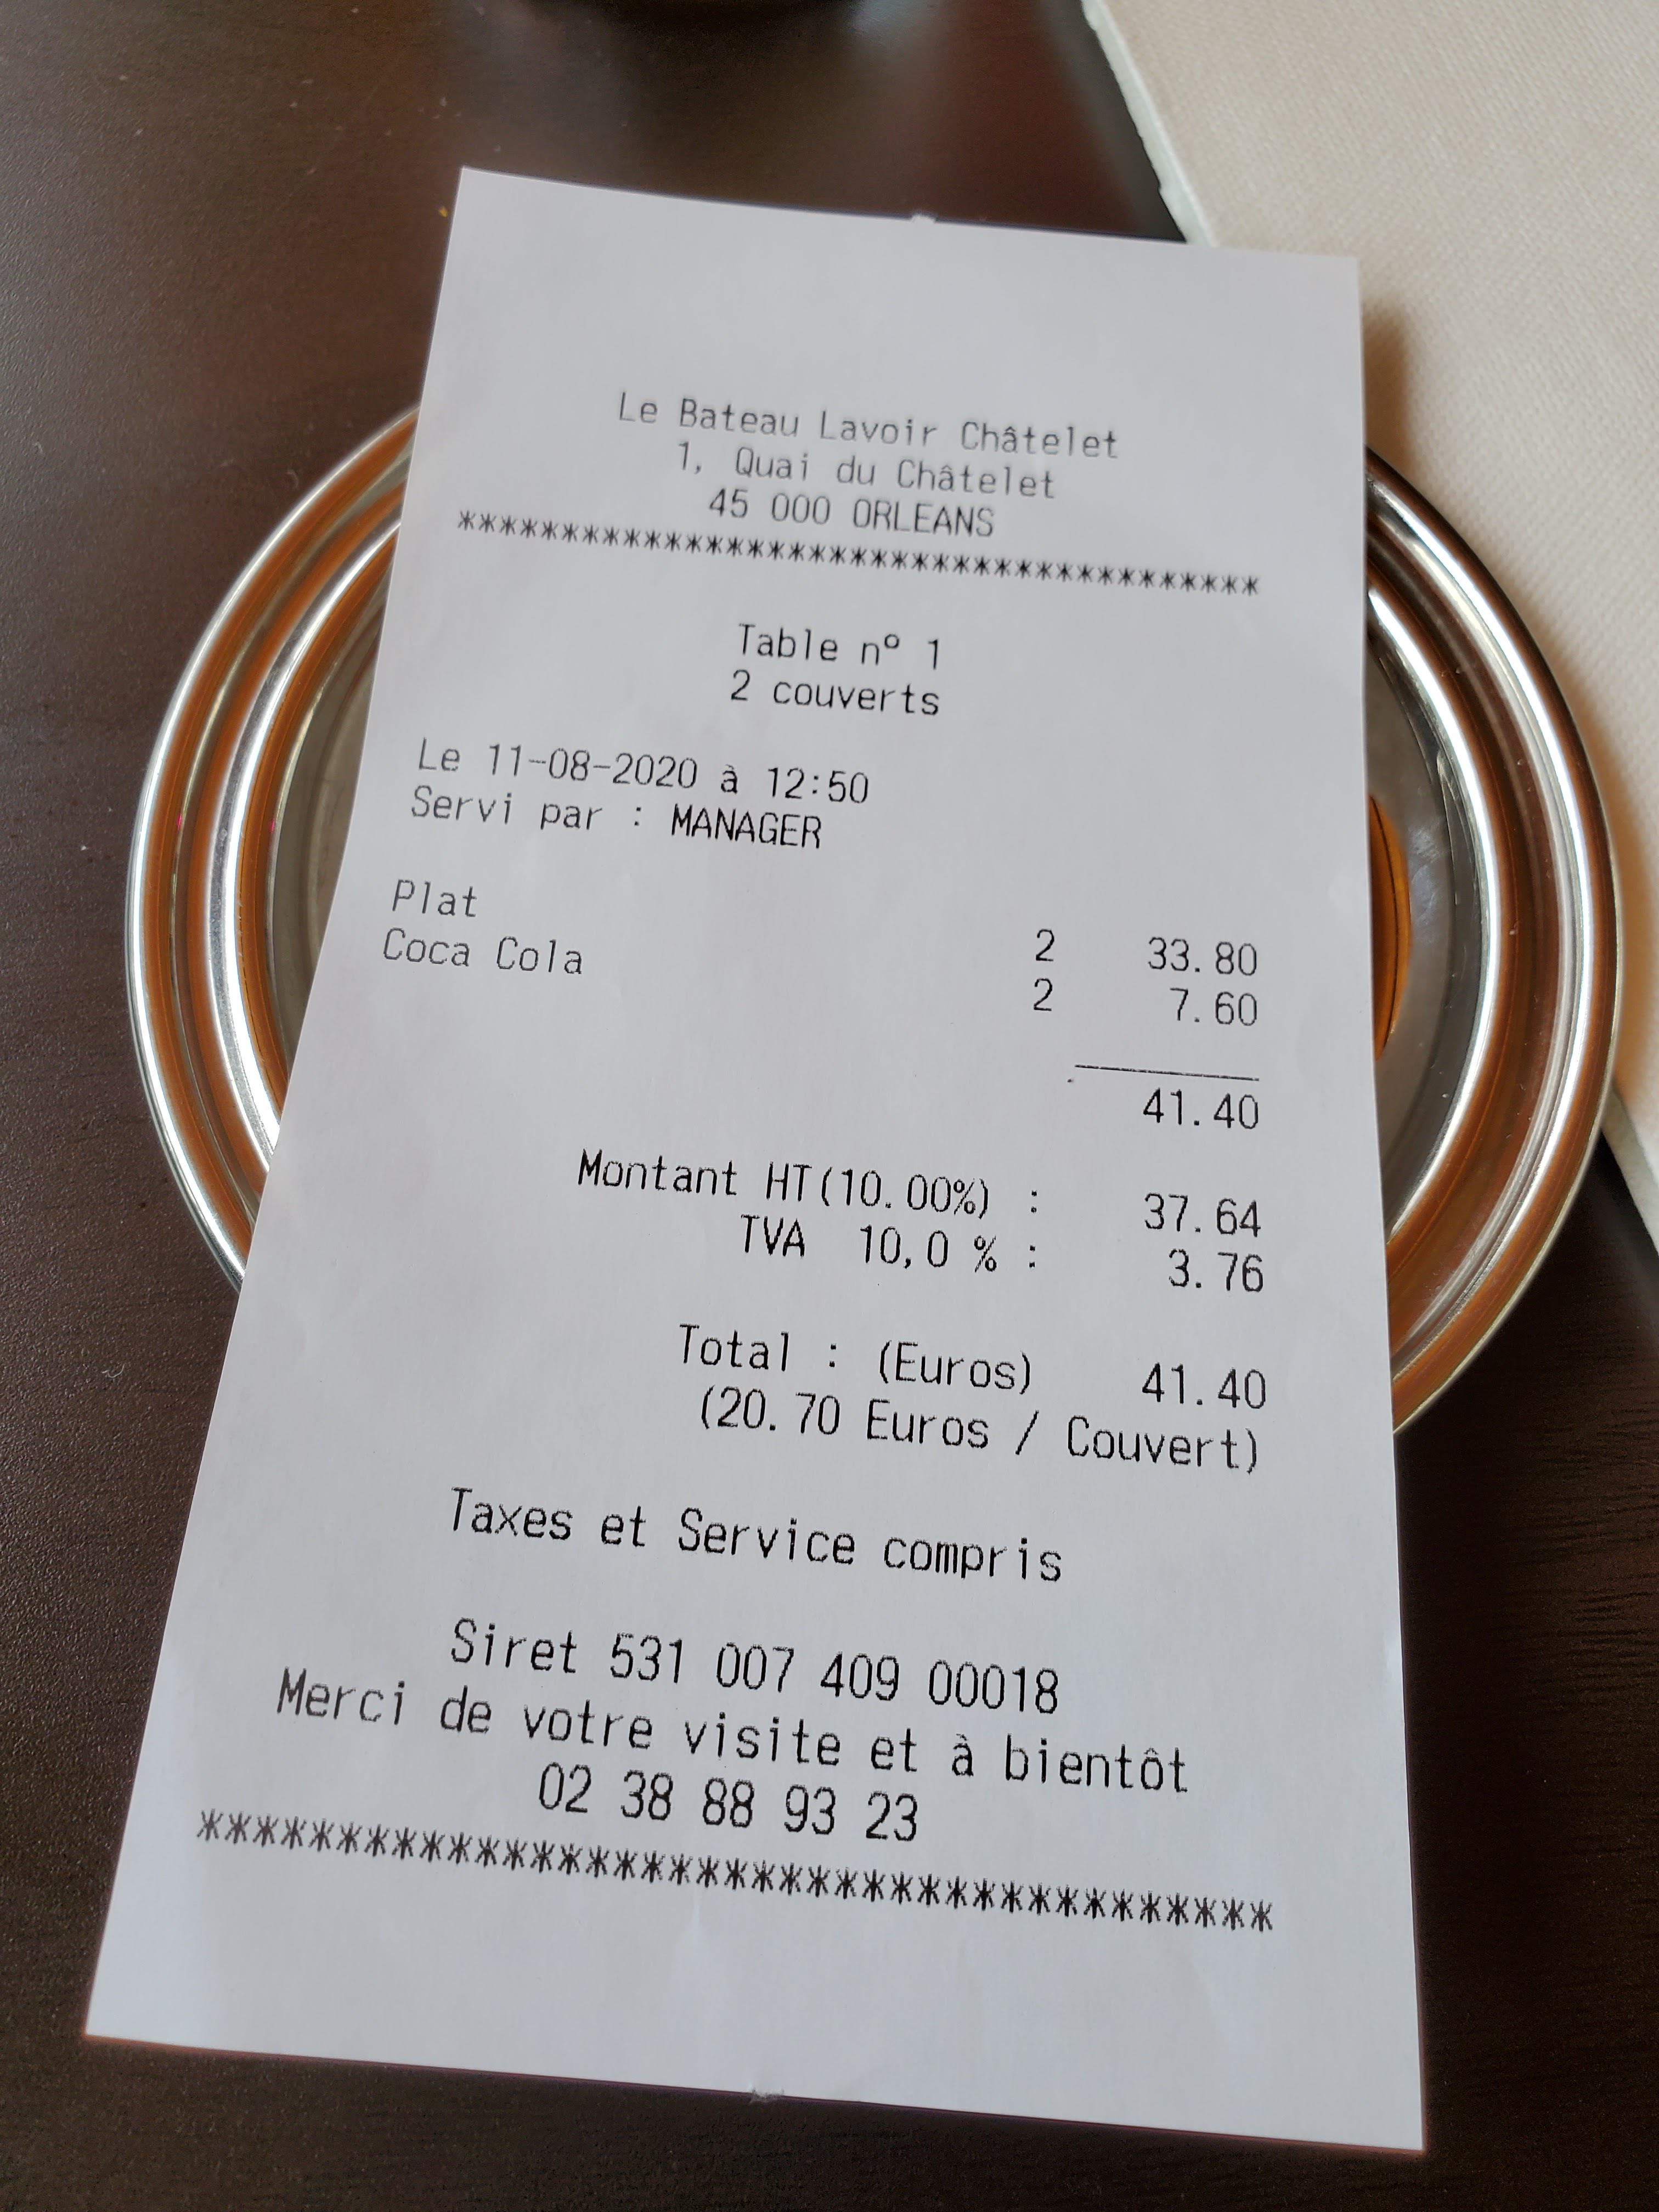 Le Bateau Lavoir Châtelet
1, Quai du Châtelet
45 000 ORLEANS
***************************************
Table nº 1
2 couverts
Le 11-08-2020 à 12:50
Servi par : MANAGER
Plat 2 33.80
Coca Cola 2 7.60
41.40
Montant HT(10.00%) : 37.64
TVA 10,0 % : 3.76
Total : (Euros) 41.40
(20.70 Euros / Couvert)
Taxes et Service compris
Siret 531 007 409 00018
Merci de votre visite et à bientôt
02 38 88 93 23
***************************************